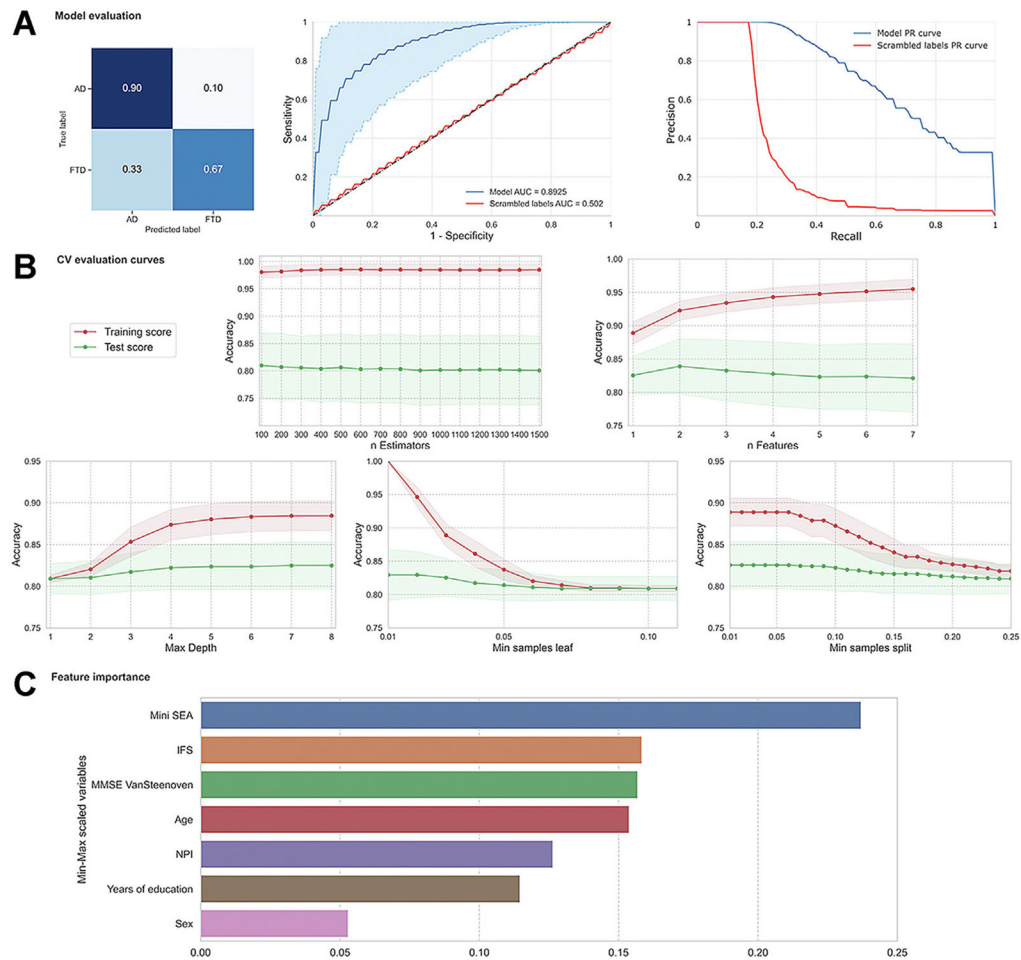 A Model evaluation
True label
AD
FTD
0.90 0.10
0.33 0.67
AD FTD
Predicted label
Sensitivity
1
0.8
0.6
0.4
0.2
0.2 0.4 0.6 0.8 1
1 - Specificity
Model AUC = 0.8925
Scrambled labels AUC = 0.502
Precision
1
0.8
0.6
0.4
0.2
0 0.2 0.4 0.6 0.8 1
Recall
Model PR curve
Scrambled labels PR curve
B CV evaluation curves
Training score
Test score
Accuracy
1.00
0.95
0.90
0.85
0.80
0.75
100 200 300 400 500 600 700 800 900 1000 1100 1200 1300 1400 1500
n Estimators
Accuracy
1.00
0.95
0.90
0.85
0.80
0.75
1 2 3 4 5 6 7
n Features
Accuracy
0.95
0.90
0.85
0.80
0.75
1 2 3 4 5 6 7 8
Max Depth
Accuracy
1.00
0.95
0.90
0.85
0.80
0.75
0.01 0.05 0.10
Min samples leaf
Accuracy
0.95
0.90
0.85
0.80
0.75
0.01 0.05 0.10 0.15 0.20 0.25
Min samples split
C Feature importance
Min-Max scaled variables
Mini SEA
IFS
MMSE VanSteenoven
Age
NPI
Years of education
Sex
0.00 0.05 0.10 0.15 0.20 0.25